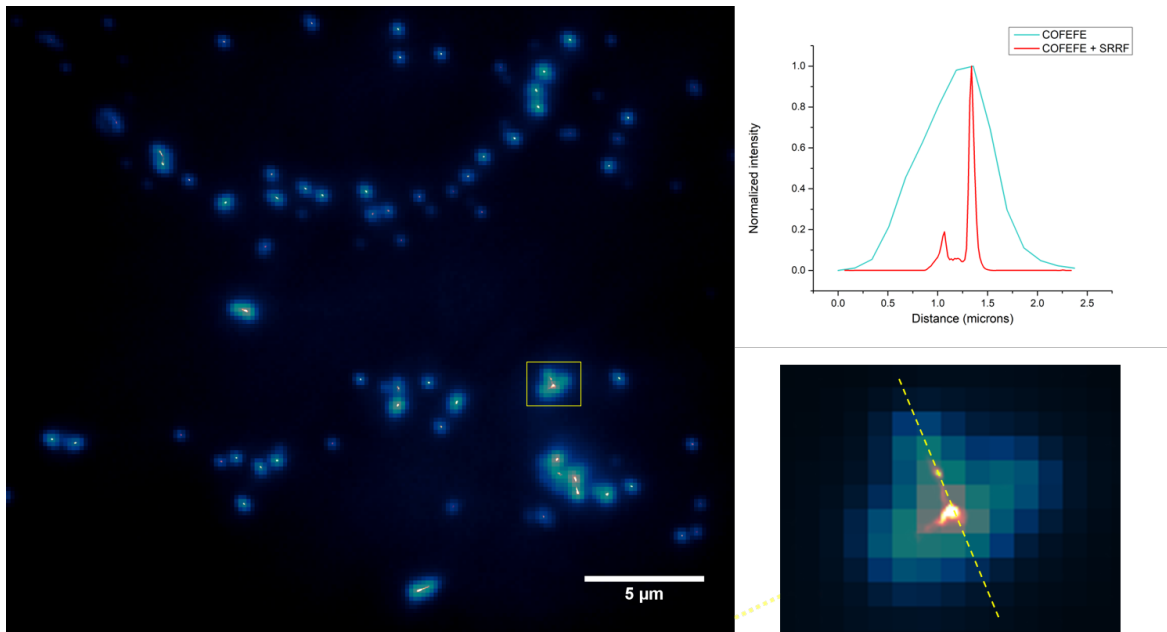 COFEFE
COFEFE + SRRF
1.0
0.8
0.6
0.4
0.2
0.0
Normalized intensity
0.0 0.5 1.0 1.5 2.0 2.5
Distance (microns)
5 µm